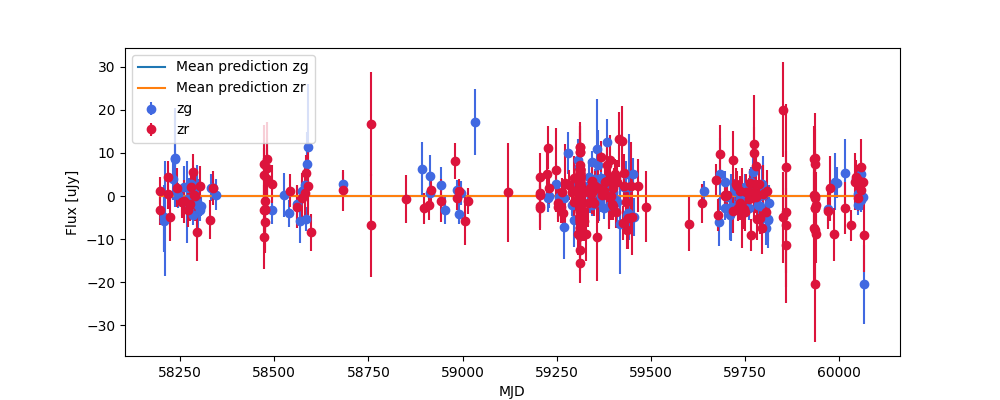 Mean prediction zg
Mean prediction zr
zg
zr
Flux [uJy]
30
20
10
0
−10
−20
−30
58250
58500
58750
59000
59250
59500
59750
60000
MJD